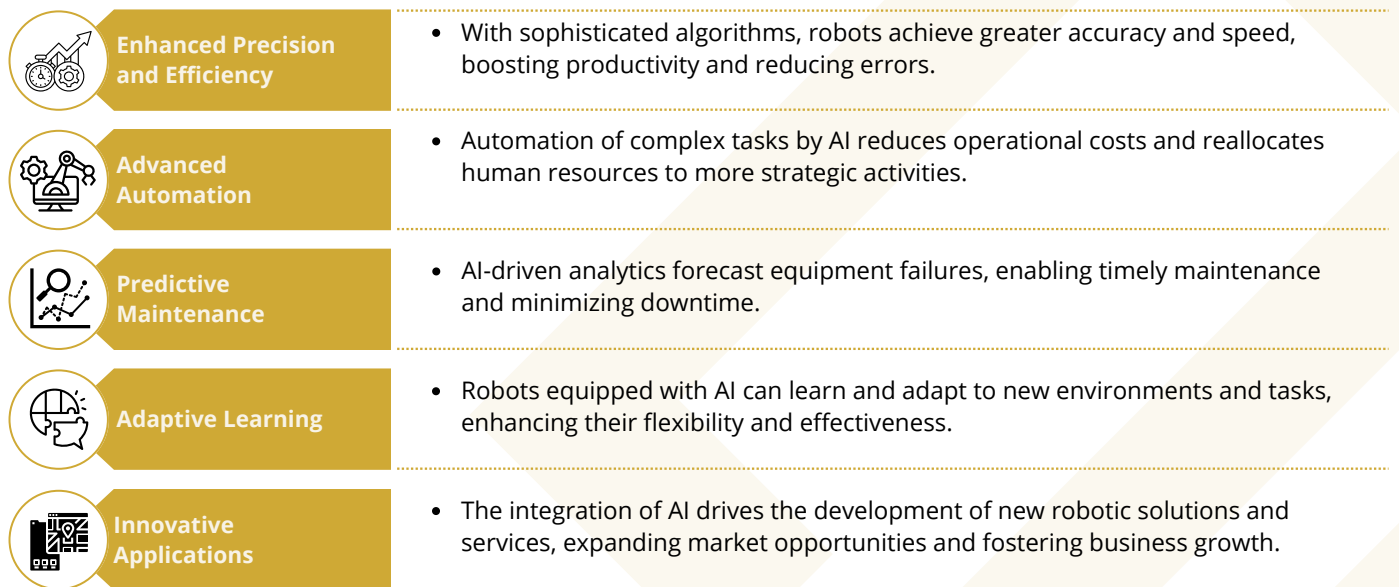 Enhanced Precision
and Efficiency
• With sophisticated algorithms, robots achieve greater accuracy and speed,
boosting productivity and reducing errors.
Advanced
Automation
• Automation of complex tasks by AI reduces operational costs and reallocates
human resources to more strategic activities.
Predictive
Maintenance
• AI-driven analytics forecast equipment failures, enabling timely maintenance
and minimizing downtime.
Adaptive Learning
• Robots equipped with AI can learn and adapt to new environments and tasks,
enhancing their flexibility and effectiveness.
Innovative
Applications
• The integration of AI drives the development of new robotic solutions and
services, expanding market opportunities and fostering business growth.